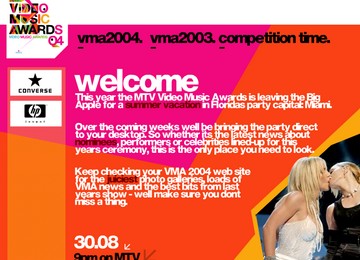 VIDEO
MUSIC
AWARDS
04
vma2004. vma2003. competition time.
CONVERSE
hp
invent
welcome
This year the MTV Video Music Awards is leaving the Big
Apple for a summer vacation in Floridas party capital: Miami.
Over the coming weeks well be bringing the party direct
to your desktop. So whether its the latest news about
nominees, performers or celebrities lined-up for this
years ceremony, this is the only place you need to look.
Keep checking your VMA 2004 web site
for the juiciest photo galleries, loads of
VMA news and the best bits from last
years show - well make sure you dont
miss a thing.
30.08
9pm on MTV